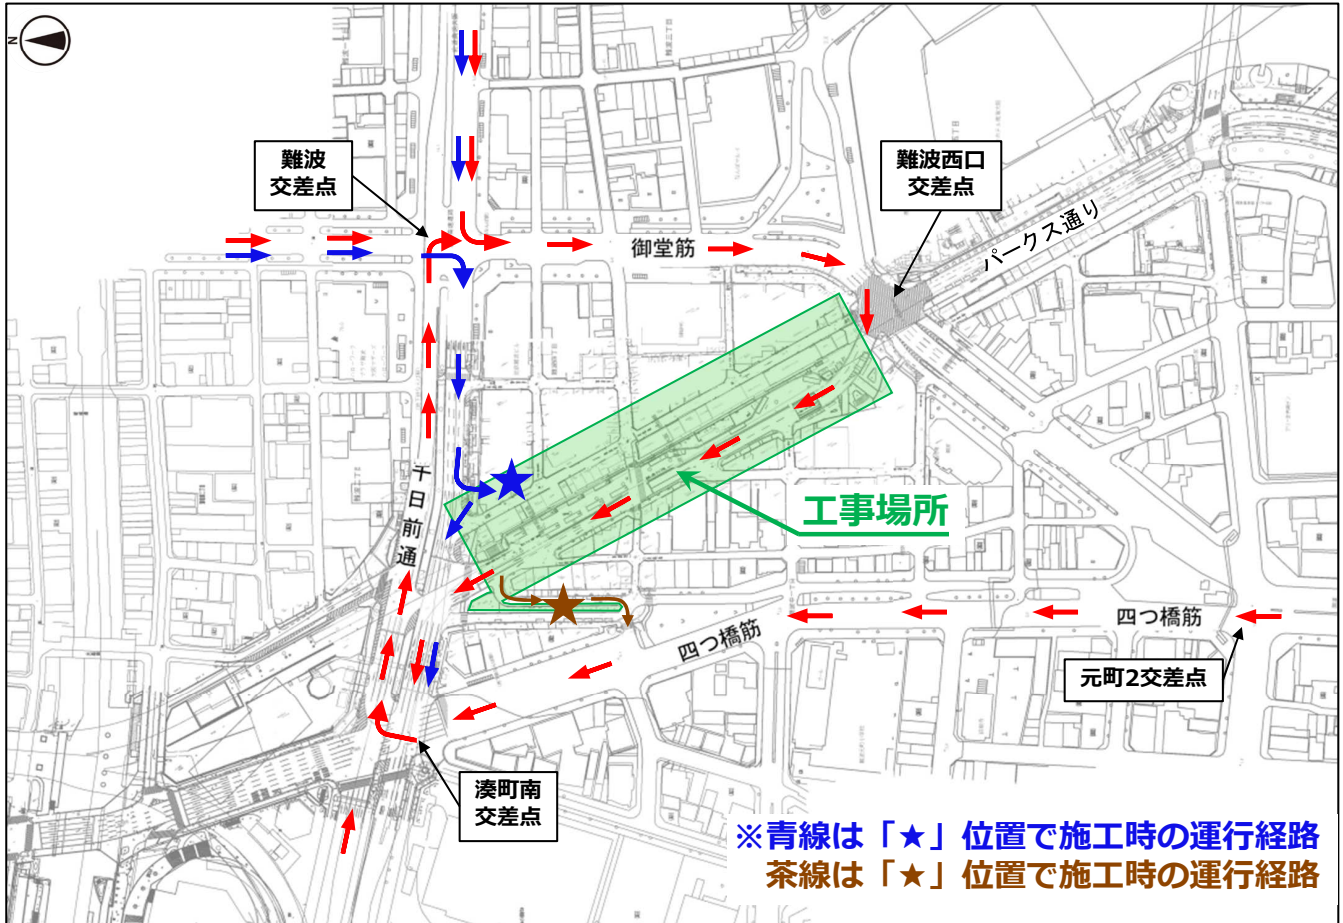 N
難波
交差点
難波西口
交差点
御堂筋
パークス通り
千日前通
工事場所
四つ橋筋
四つ橋筋
元町2交差点
湊町南
交差点
※青線は「★」位置で施工時の運行経路
茶線は「★」位置で施工時の運行経路